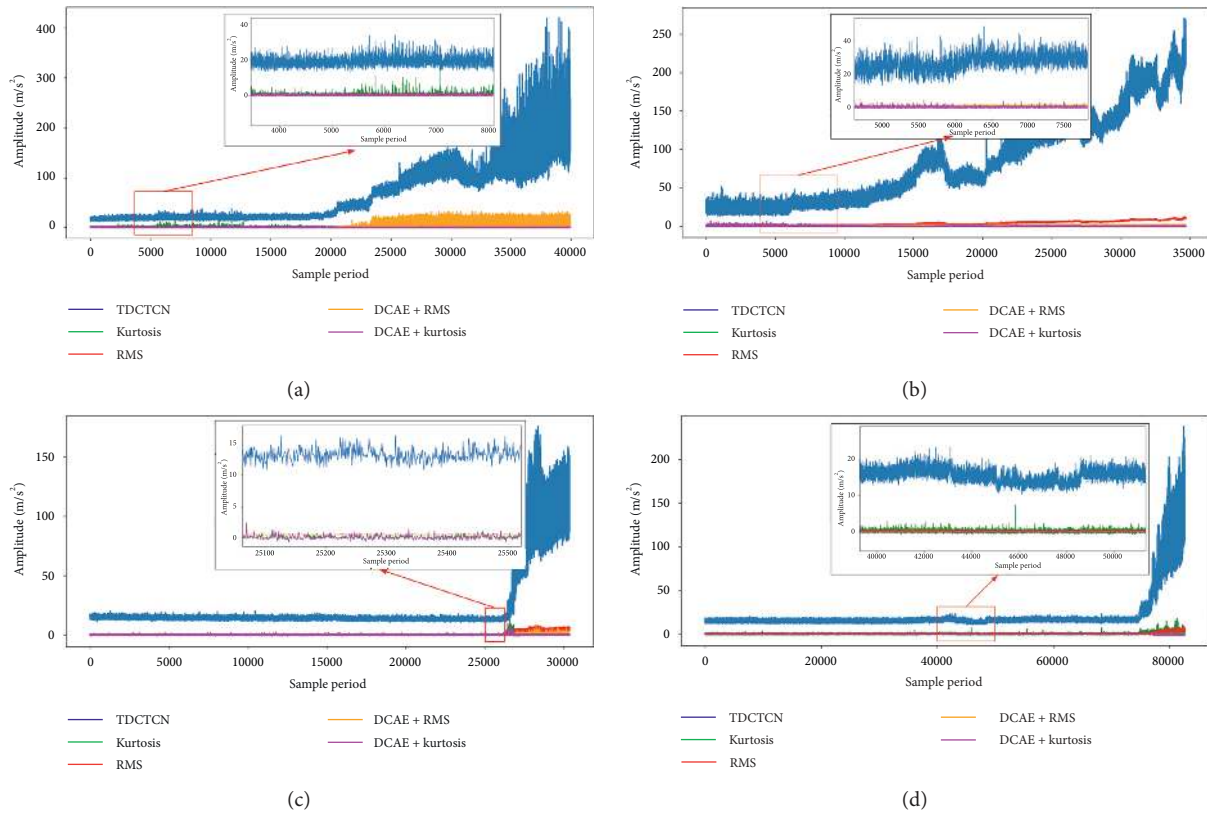 400
300
200
100
0
Amplitude (m/s²)
0 5000 10000 15000 20000 25000 30000 35000 40000
Sample period
40
20
0
Amplitude (m/s²)
4000 5000 6000 7000 8000
Sample period
TDCTCN
Kurtosis
RMS
DCAE + RMS
DCAE + kurtosis
(a)
250
200
150
100
50
0
Amplitude (m/s²)
0 5000 10000 15000 20000 25000 30000 35000
Sample period
40
20
0
Amplitude (m/s²)
5000 5500 6000 6500 7000 7500
Sample period
TDCTCN
Kurtosis
RMS
DCAE + RMS
DCAE + kurtosis
(b)
150
100
50
0
Amplitude (m/s²)
0 5000 10000 15000 20000 25000 30000
Sample period
15
10
5
0
Amplitude (m/s²)
25100 25200 25300 25400 25500
Sample period
TDCTCN
Kurtosis
RMS
DCAE + RMS
DCAE + kurtosis
(c)
200
150
100
50
0
Amplitude (m/s²)
0 20000 40000 60000 80000
Sample period
20
10
0
Amplitude (m/s²)
40000 42000 44000 46000 48000 50000
Sample period
TDCTCN
Kurtosis
RMS
DCAE + RMS
DCAE + kurtosis
(d)